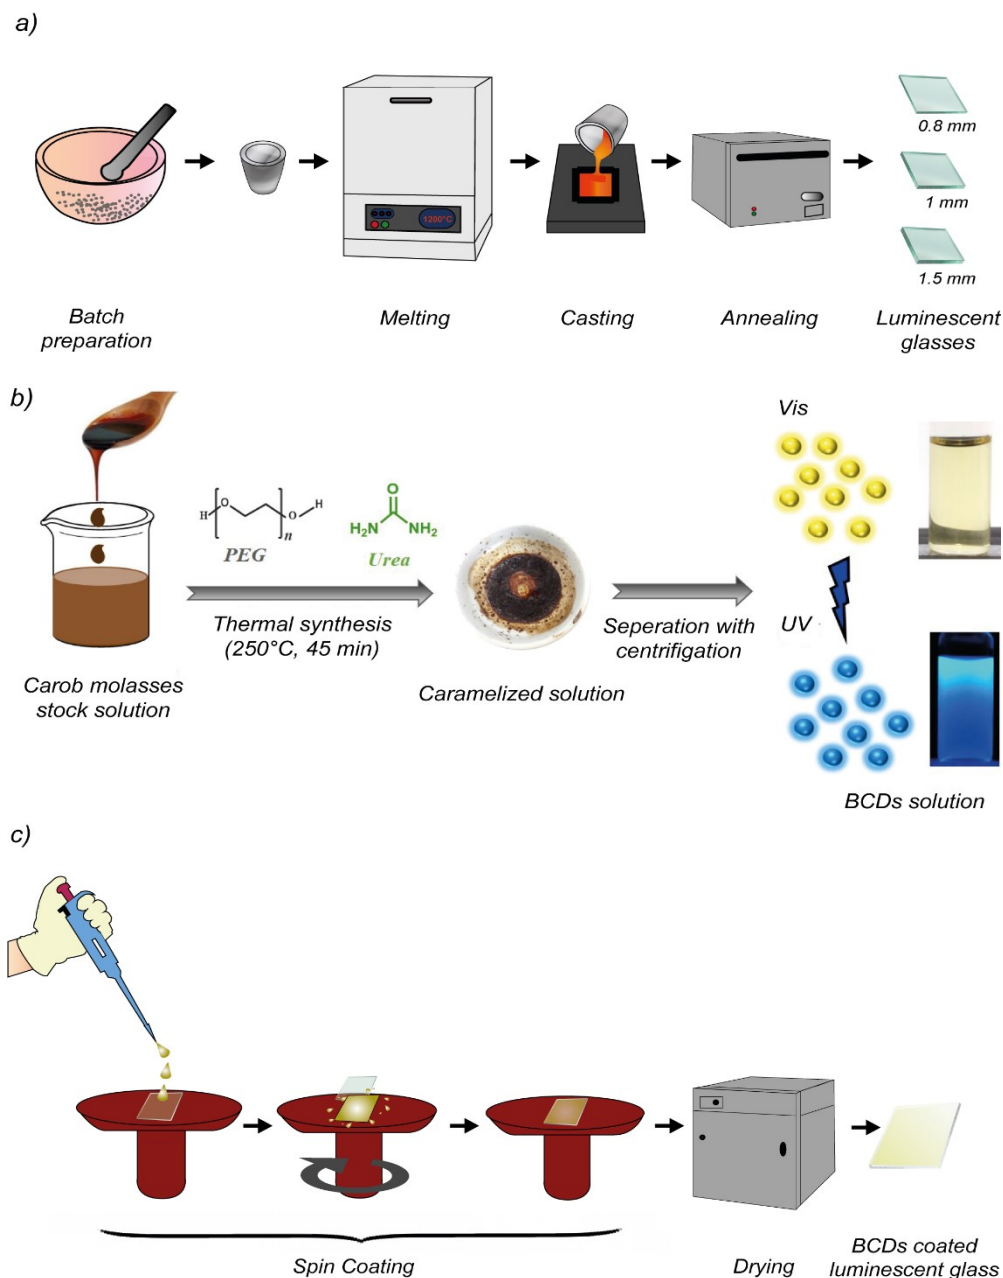 a)
1200°C
0.8 mm
1 mm
1.5 mm
Batch
preparation
Melting
Casting
Annealing
Luminescent
glasses
b)
Vis
H
O
n
O
H
PEG
O
H₂N
NH₂
Urea
Thermal synthesis
(250°C, 45 min)
Seperation with
centrifigation
UV
Carob molasses
stock solution
Caramelized solution
BCDs solution
c)
Spin Coating
Drying
BCDs coated
luminescent glass